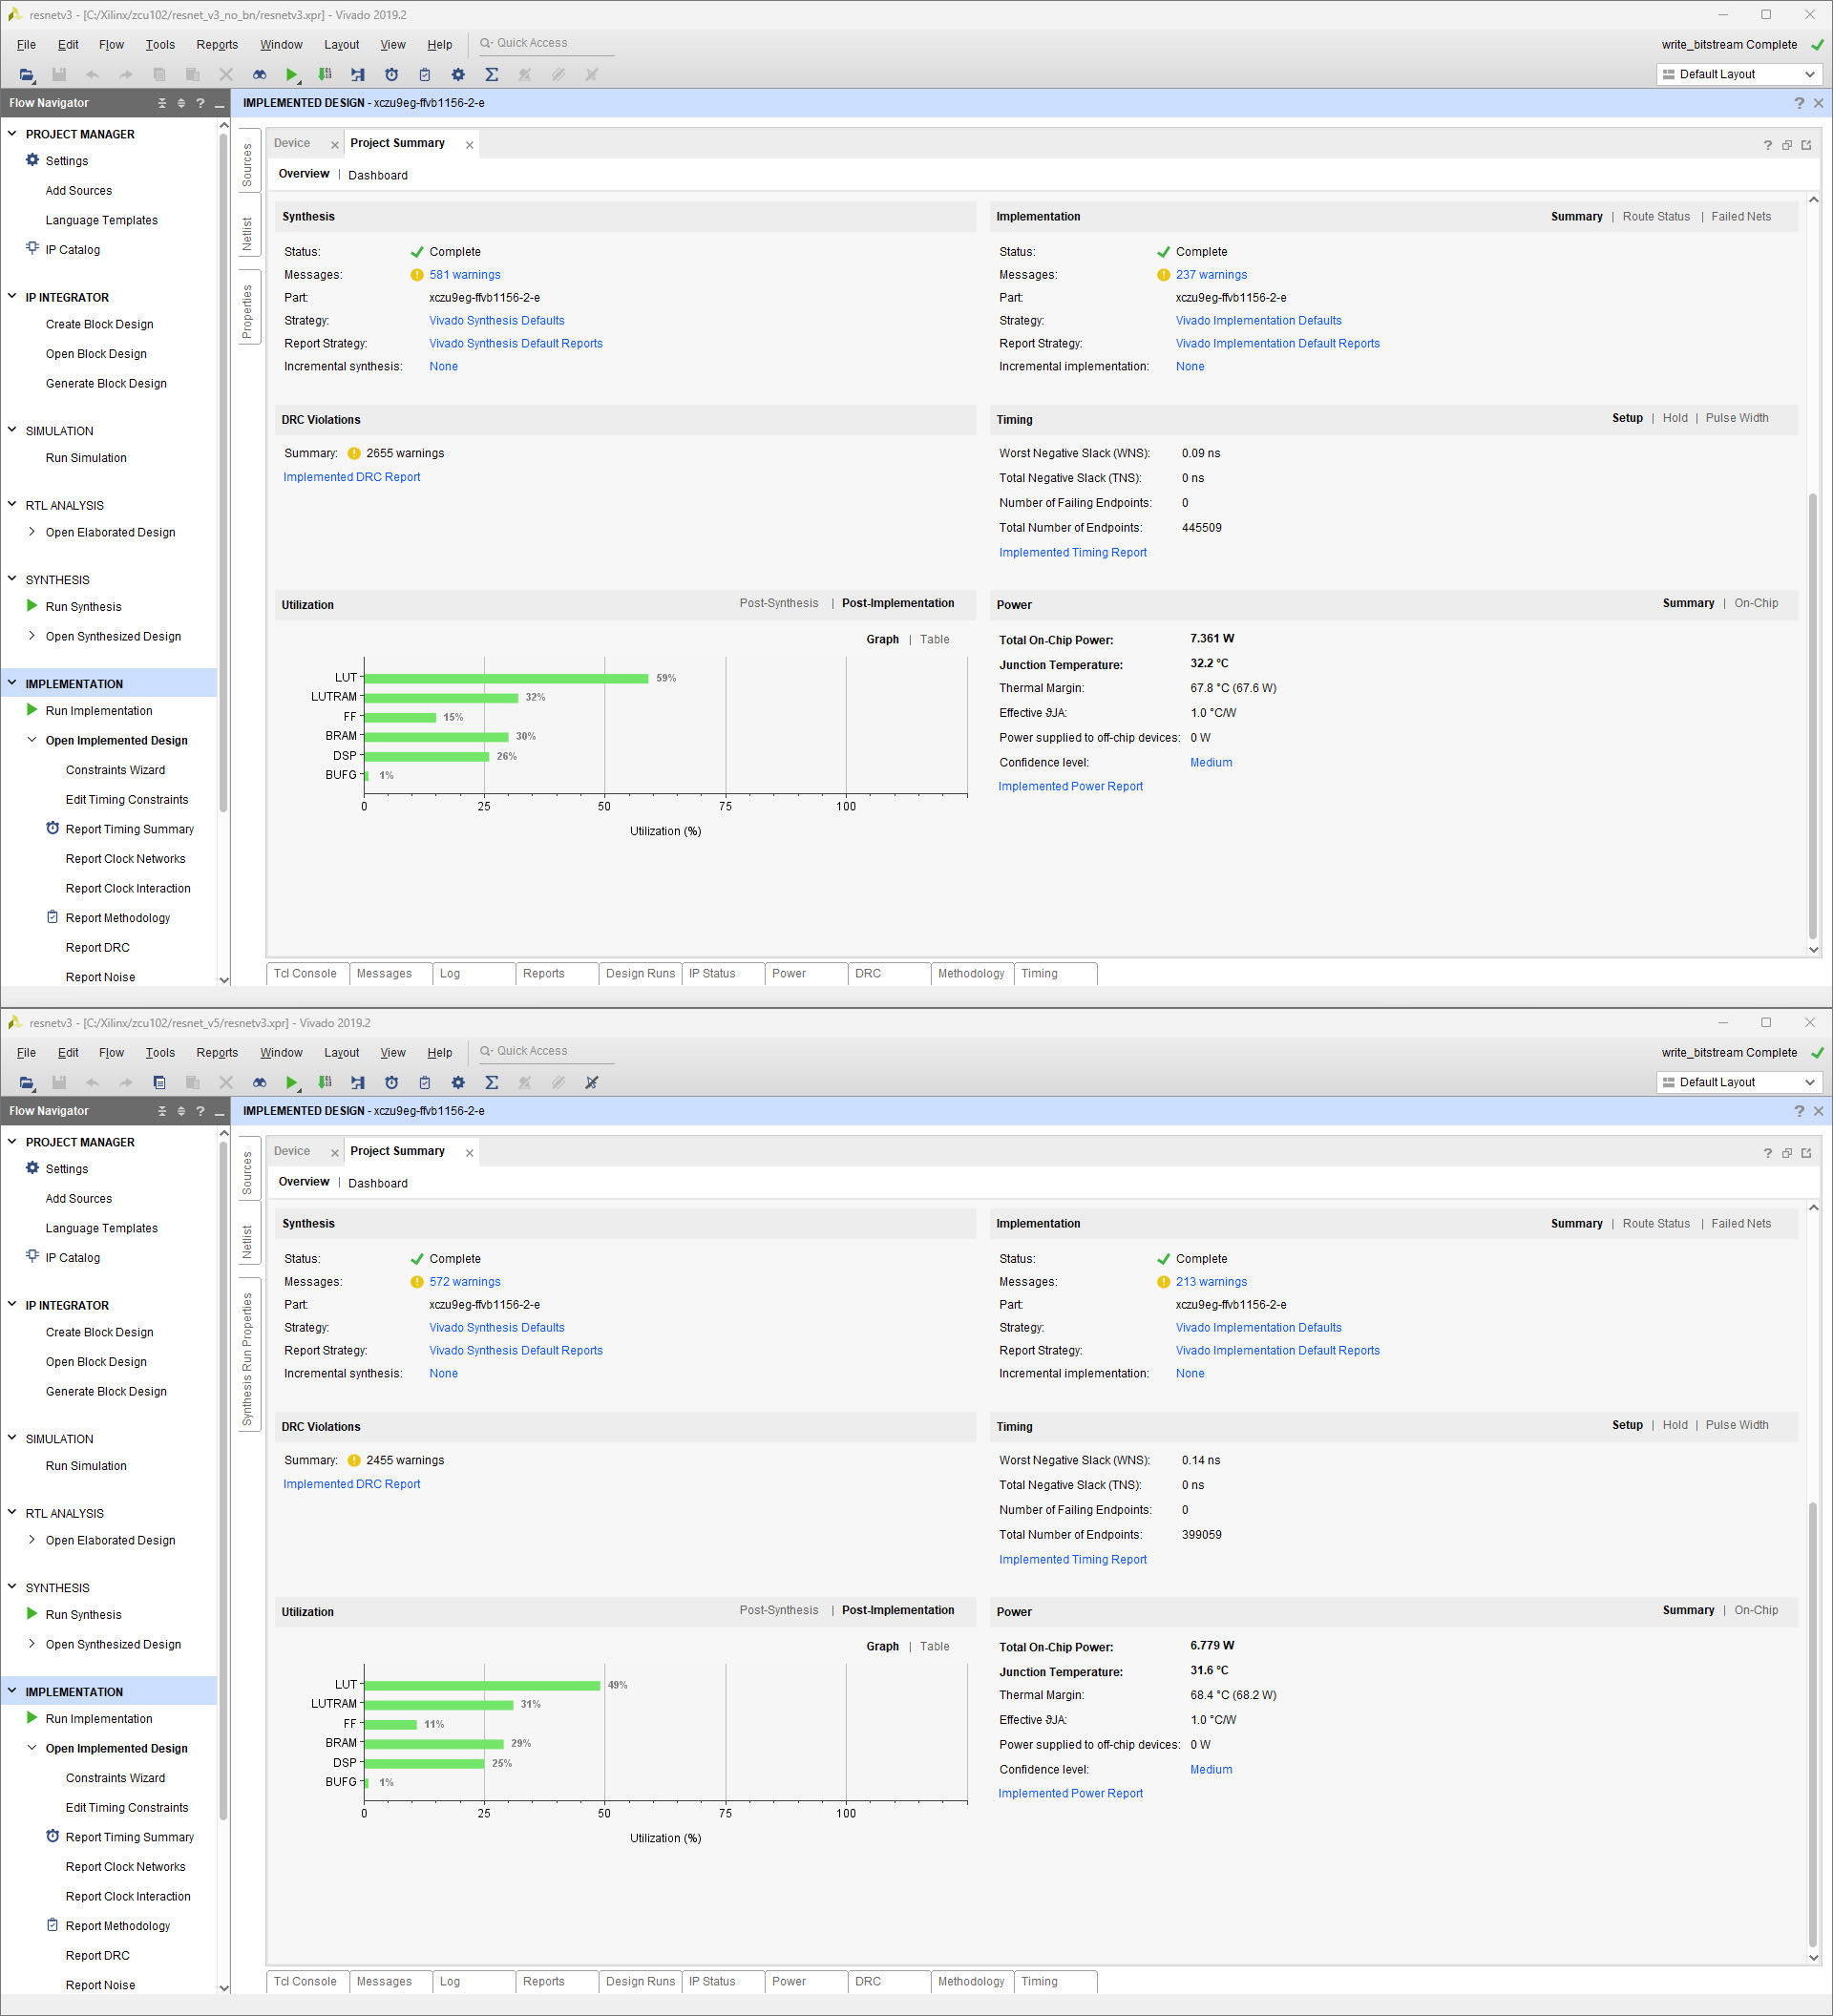 resnetv3 - [C:/Xilinx/zcu102/resnet_v3_no_bn/resnetv3.xpr] - Vivado 2019.2
File Edit Flow Tools Reports Window Layout View Help Quick Access write_bitstream Complete
Default Layout
Flow Navigator ? IMPLEMENTED DESIGN - xczu9eg-ffvb1156-2-e ?
PROJECT MANAGER
Settings
Add Sources
Language Templates
IP Catalog
IP INTEGRATOR
Create Block Design
Open Block Design
Generate Block Design
SIMULATION
Run Simulation
RTL ANALYSIS
Open Elaborated Design
SYNTHESIS
Run Synthesis
Open Synthesized Design
IMPLEMENTATION
Run Implementation
Open Implemented Design
Constraints Wizard
Edit Timing Constraints
Report Timing Summary
Report Clock Networks
Report Clock Interaction
Report Methodology
Report DRC
Report Noise
Sources
Netlist
Properties
Device Project Summary ?
Overview | Dashboard
Synthesis
Status: Complete
Messages: 581 warnings
Part: xczu9eg-ffvb1156-2-e
Strategy: Vivado Synthesis Defaults
Report Strategy: Vivado Synthesis Default Reports
Incremental synthesis: None
Implementation Summary | Route Status | Failed Nets
Status: Complete
Messages: 237 warnings
Part: xczu9eg-ffvb1156-2-e
Strategy: Vivado Implementation Defaults
Report Strategy: Vivado Implementation Default Reports
Incremental implementation: None
DRC Violations
Summary: 2655 warnings
Implemented DRC Report
Timing Setup | Hold | Pulse Width
Worst Negative Slack (WNS): 0.09 ns
Total Negative Slack (TNS): 0 ns
Number of Failing Endpoints: 0
Total Number of Endpoints: 445509
Implemented Timing Report
Utilization Post-Synthesis | Post-Implementation
Graph | Table
LUT 59%
LUTRAM 32%
FF 15%
BRAM 30%
DSP 26%
BUFG 1%
0 25 50 75 100
Utilization (%)
Power Summary | On-Chip
Total On-Chip Power: 7.361 W
Junction Temperature: 32.2 °C
Thermal Margin: 67.8 °C (67.6 W)
Effective ϑJA: 1.0 °C/W
Power supplied to off-chip devices: 0 W
Confidence level: Medium
Implemented Power Report
Tcl Console Messages Log Reports Design Runs IP Status Power DRC Methodology Timing
resnetv3 - [C:/Xilinx/zcu102/resnet_v5/resnetv3.xpr] - Vivado 2019.2
File Edit Flow Tools Reports Window Layout View Help Quick Access write_bitstream Complete
Default Layout
Flow Navigator ? IMPLEMENTED DESIGN - xczu9eg-ffvb1156-2-e ?
PROJECT MANAGER
Settings
Add Sources
Language Templates
IP Catalog
IP INTEGRATOR
Create Block Design
Open Block Design
Generate Block Design
SIMULATION
Run Simulation
RTL ANALYSIS
Open Elaborated Design
SYNTHESIS
Run Synthesis
Open Synthesized Design
IMPLEMENTATION
Run Implementation
Open Implemented Design
Constraints Wizard
Edit Timing Constraints
Report Timing Summary
Report Clock Networks
Report Clock Interaction
Report Methodology
Report DRC
Report Noise
Sources
Netlist
Synthesis Run Properties
Device Project Summary ?
Overview | Dashboard
Synthesis
Status: Complete
Messages: 572 warnings
Part: xczu9eg-ffvb1156-2-e
Strategy: Vivado Synthesis Defaults
Report Strategy: Vivado Synthesis Default Reports
Incremental synthesis: None
Implementation Summary | Route Status | Failed Nets
Status: Complete
Messages: 213 warnings
Part: xczu9eg-ffvb1156-2-e
Strategy: Vivado Implementation Defaults
Report Strategy: Vivado Implementation Default Reports
Incremental implementation: None
DRC Violations
Summary: 2455 warnings
Implemented DRC Report
Timing Setup | Hold | Pulse Width
Worst Negative Slack (WNS): 0.14 ns
Total Negative Slack (TNS): 0 ns
Number of Failing Endpoints: 0
Total Number of Endpoints: 399059
Implemented Timing Report
Utilization Post-Synthesis | Post-Implementation
Graph | Table
LUT 49%
LUTRAM 31%
FF 11%
BRAM 29%
DSP 25%
BUFG 1%
0 25 50 75 100
Utilization (%)
Power Summary | On-Chip
Total On-Chip Power: 6.779 W
Junction Temperature: 31.6 °C
Thermal Margin: 68.4 °C (68.2 W)
Effective ϑJA: 1.0 °C/W
Power supplied to off-chip devices: 0 W
Confidence level: Medium
Implemented Power Report
Tcl Console Messages Log Reports Design Runs IP Status Power DRC Methodology Timing